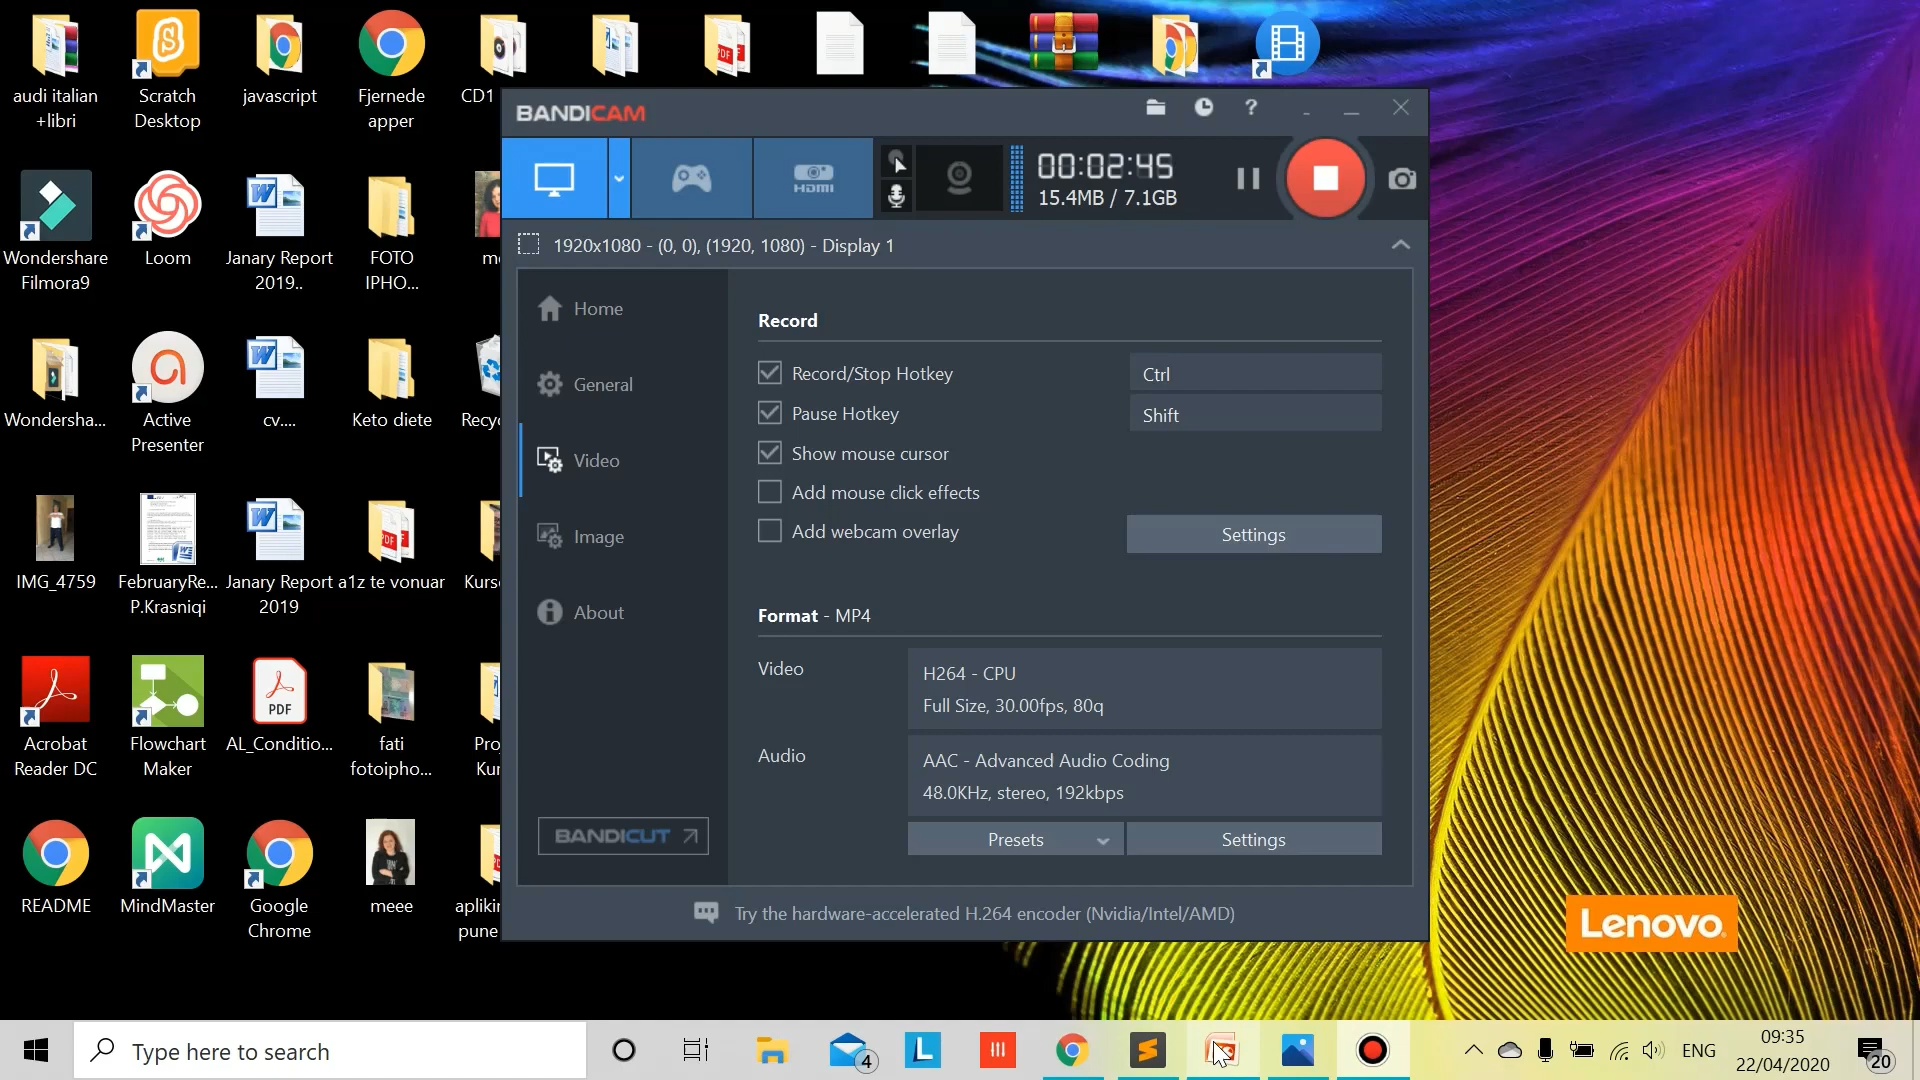 audi italian
+libri
Scratch
Desktop
javascript
Fjernede
apper
CD1
Wondershare
Filmora9
Loom
Janary Report
2019..
FOTO
IPHO...
Wondersha...
Active
Presenter
cv....
Keto diete
IMG_4759
FebruaryRe...
P.Krasniqi
Janary Report
2019
a1z te vonuar
Acrobat
Reader DC
Flowchart
Maker
PDF
AL_Conditio...
fati
fotoipho...
README
MindMaster
Google
Chrome
meee
BANDICAM
HDMI
00:02:45
15.4MB / 7.1GB
1920x1080 - (0, 0), (1920, 1080) - Display 1
Home
General
Video
Image
About
BANDICUT
Record
Record/Stop Hotkey
Ctrl
Pause Hotkey
Shift
Show mouse cursor
Add mouse click effects
Add webcam overlay
Settings
Format - MP4
Video
H264 - CPU
Full Size, 30.00fps, 80q
Audio
AAC - Advanced Audio Coding
48.0KHz, stereo, 192kbps
Presets
Settings
Try the hardware-accelerated H.264 encoder (Nvidia/Intel/AMD)
Lenovo
Type here to search
4
L
ENG
09:35
22/04/2020
20